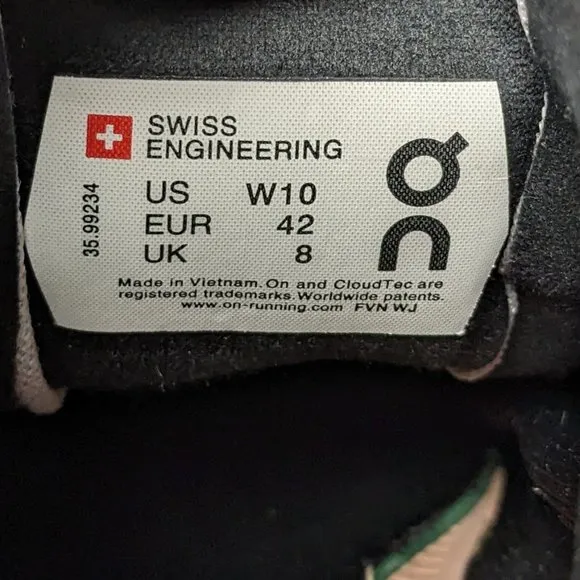 SWISS
ENGINEERING
35.99234
US W10
EUR 42
UK 8
Made in Vietnam. On and CloudTec are
registered trademarks. Worldwide patents.
www.on-running.com FVN WJ
On